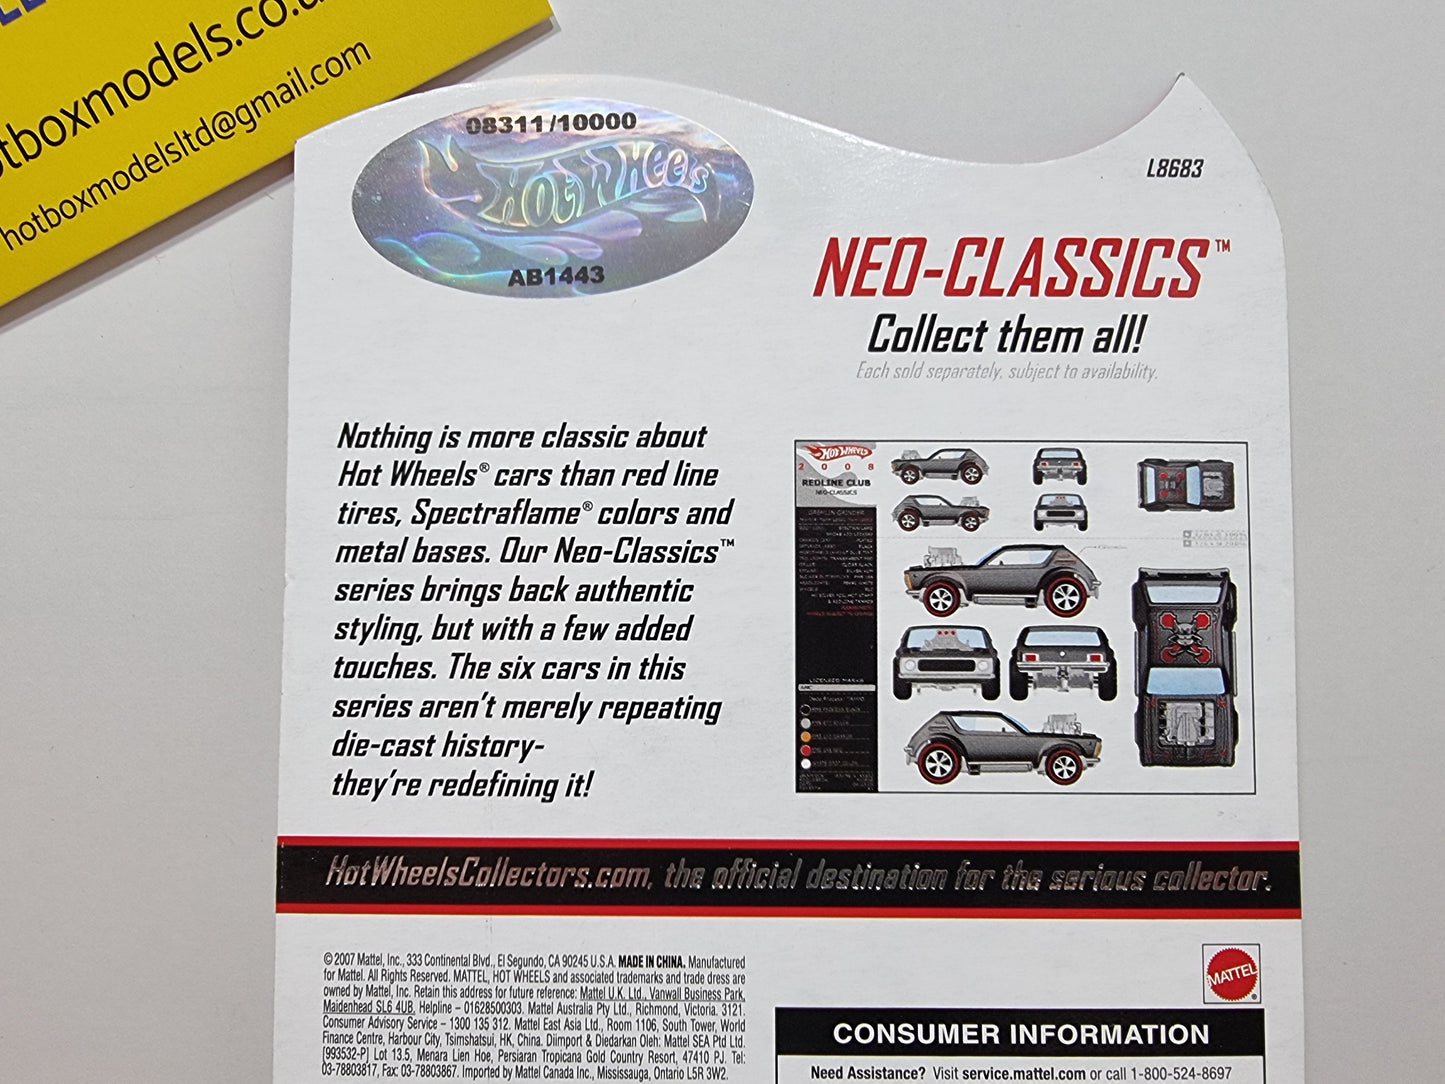 hotboxmodelsltd@gmail.com
08311/10000
HOT WHEELS
AB1443
L8683
NEO-CLASSICS™
Collect them all!
Each sold separately, subject to availability.
Nothing is more classic about
Hot Wheels® cars than red line
tires, Spectraflame® colors and
metal bases. Our Neo-Classics™
series brings back authentic
styling, but with a few added
touches. The six cars in this
series aren't merely repeating
die-cast history-
they're redefining it!
HOT WHEELS
2008
REDLINE CLUB
NEO-CLASSICS
LICENSED MARKS
HotWheelsCollectors.com, the official destination for the serious collector.
© 2007 Mattel, Inc., 333 Continental Blvd., El Segundo, CA 90245 U.S.A. MADE IN CHINA. Manufactured
for Mattel. All Rights Reserved. MATTEL, HOT WHEELS and associated trademarks and trade dress are
owned by Mattel, Inc. Retain this address for future reference: Mattel U.K. Ltd., Vanwall Business Park,
Maidenhead SL6 4UB. Helpline – 01628500303. Mattel Australia Pty Ltd., Richmond, Victoria. 3121.
Consumer Advisory Service – 1300 135 312. Mattel East Asia Ltd., Room 1106, South Tower, World
Finance Centre, Harbour City, Tsimshatsui, HK, China. Diimport & Diedarkan Oleh: Mattel SEA Ptd Ltd.
[993532-P] Lot 13.5, Menara Lien Hoe, Persiaran Tropicana Gold Country Resort, 47410 PJ. Tel:
03-78803817, Fax: 03-78803867. Imported by Mattel Canada Inc., Mississauga, Ontario L5R 3W2.
MATTEL®
CONSUMER INFORMATION
Need Assistance? Visit service.mattel.com or call 1-800-524-8697